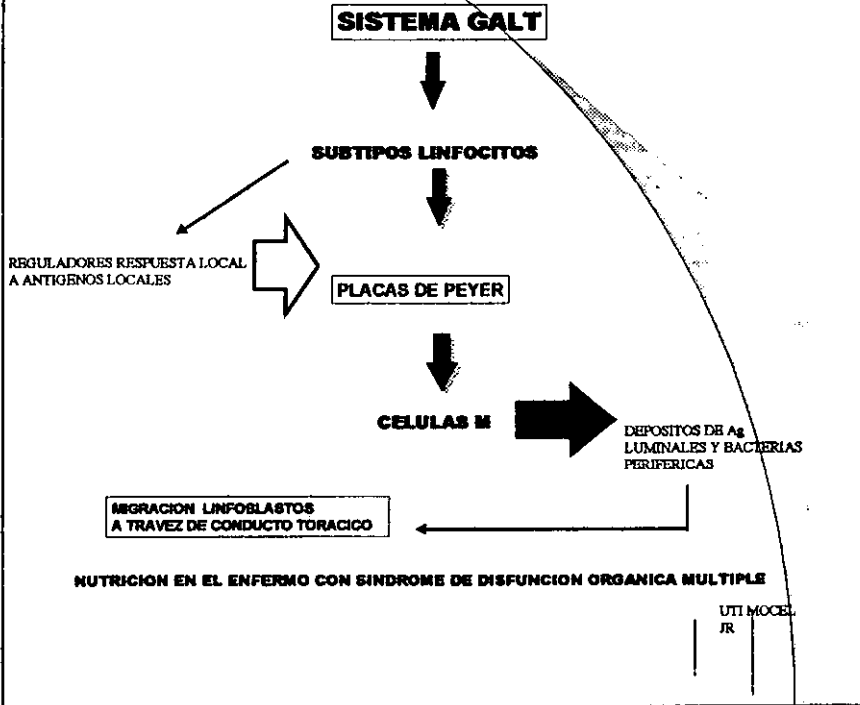 SISTEMA GALT
SUBTIPOS LINFOCITOS
REGULADORES RESPUESTA LOCAL
A ANTIGENOS LOCALES
PLACAS DE PEYER
CELULAS M
DEPOSITOS DE Ag
LUMINALES Y BACTERIAS
PERIFERICAS
MIGRACION LINFOBLASTOS
A TRAVEZ DE CONDUCTO TORACICO
NUTRICION EN EL ENFERMO CON SINDROME DE DISFUNCION ORGANICA MULTIPLE
UTI MOCEL
JR